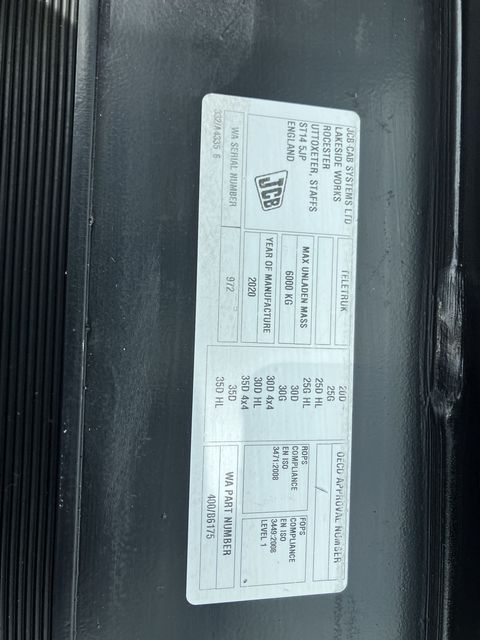 JCB CAB SYSTEMS LTD
LAKESIDE WORKS
ROCESTER
UTTOXETER, STAFFS
ST14 5JP
ENGLAND
JCB
332/A4335 6
WA SERIAL NUMBER
972
TELETRUK
MAX UNLADEN MASS
6000 KG
YEAR OF MANUFACTURE
2020
20D
25G
25D HL
25G HL
30D
30G
30D 4x4
30D HL
35D 4x4
35D
35D HL
OECD APPROVAL NUMBER
/
ROPS
COMPLIANCE
EN ISO
3471:2008
FOPS
COMPLIANCE
EN ISO
3449:2008
LEVEL 1
WA PART NUMBER
400/B6175